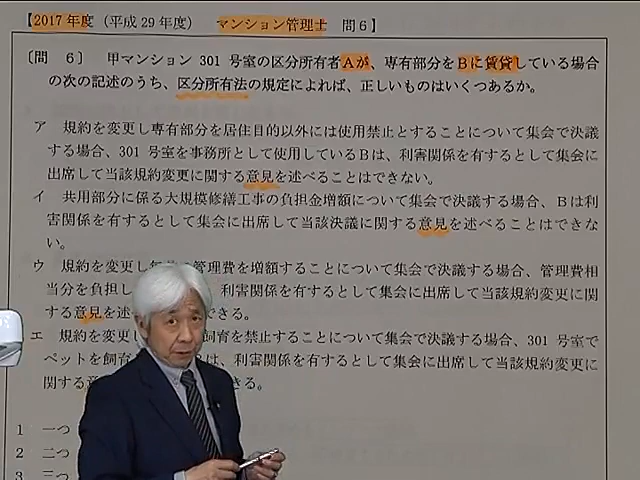 【2017年度（平成29年度） マンション管理士 問6】
〔問 6〕 甲マンション301号室の区分所有者Aが、専有部分をBに賃貸している場合
の次の記述のうち、区分所有法の規定によれば、正しいものはいくつあるか。
ア 規約を変更し専有部分を居住目的以外には使用禁止とすることについて集会で決議
する場合、301号室を事務所として使用しているBは、利害関係を有するとして集会に
出席して当該規約変更に関する意見を述べることはできない。
イ 共用部分に係る大規模修繕工事の負担金増額について集会で決議する場合、Bは利
害関係を有するとして集会に出席して当該決議に関する意見を述べることはできな
い。
ウ 規約を変更し 管理費を増額することについて集会で決議する場合、管理費相
当分を負担し 利害関係を有するとして集会に出席して当該規約変更に関
する意見を述 できる。
エ 規約を変更し 飼育を禁止することについて集会で決議する場合、301号室で
ペットを飼育 は、利害関係を有するとして集会に出席して当該規約変更に
関する きる。
1 一つ
2 二つ
3 三つ